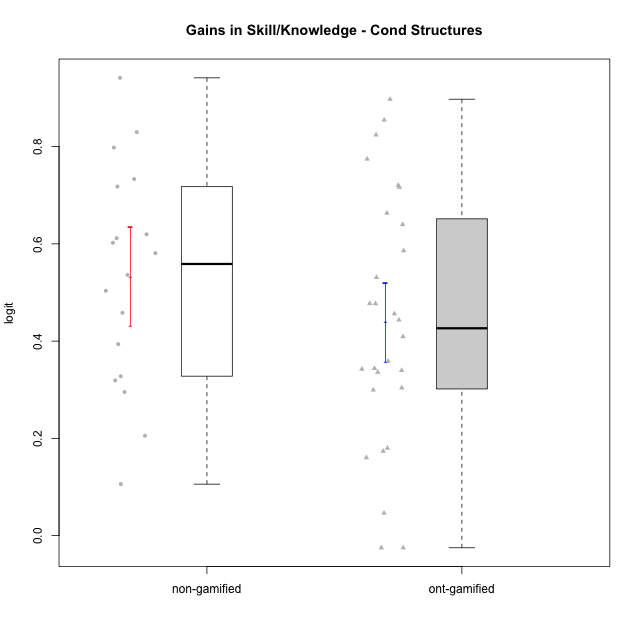 Gains in Skill/Knowledge - Cond Structures
logit
0.8
0.6
0.4
0.2
0.0
non-gamified
ont-gamified